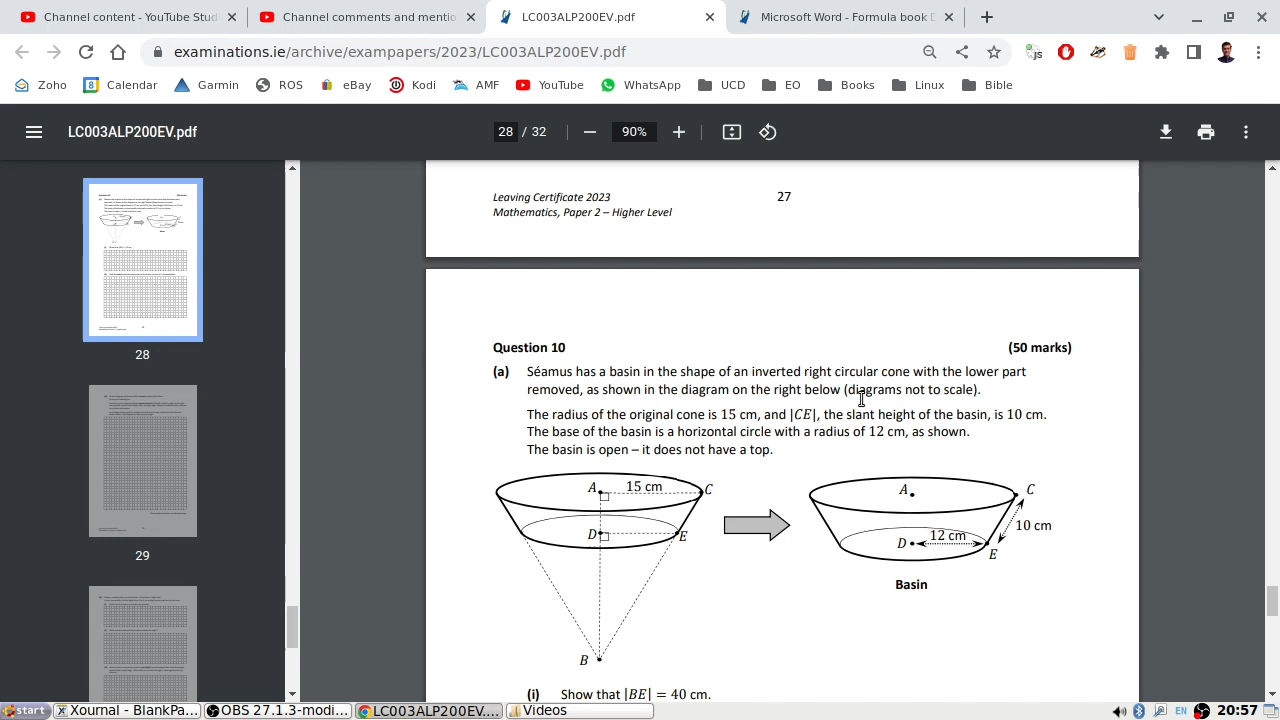 Channel content - YouTube Stud
Channel comments and mentio
LC003ALP200EV.pdf
Microsoft Word - Formula book D
examinations.ie/archive/exampapers/2023/LC003ALP200EV.pdf
Zoho
Calendar
Garmin
ROS
eBay
Kodi
AMF
YouTube
WhatsApp
UCD
EO
Books
Linux
Bible
LC003ALP200EV.pdf
28 / 32
90%
28
29
Leaving Certificate 2023
27
Mathematics, Paper 2 – Higher Level
Question 10 (50 marks)
(a) Séamus has a basin in the shape of an inverted right circular cone with the lower part
removed, as shown in the diagram on the right below (diagrams not to scale).
The radius of the original cone is 15 cm, and |CE|, the slant height of the basin, is 10 cm.
The base of the basin is a horizontal circle with a radius of 12 cm, as shown.
The basin is open – it does not have a top.
A 15 cm C
D E
B
A C
10 cm
D 12 cm
E
Basin
(i) Show that |BE| = 40 cm.
start
Xournal - BlankPa...
OBS 27.1.3-modi...
LC003ALP200EV....
Videos
EN
20:57